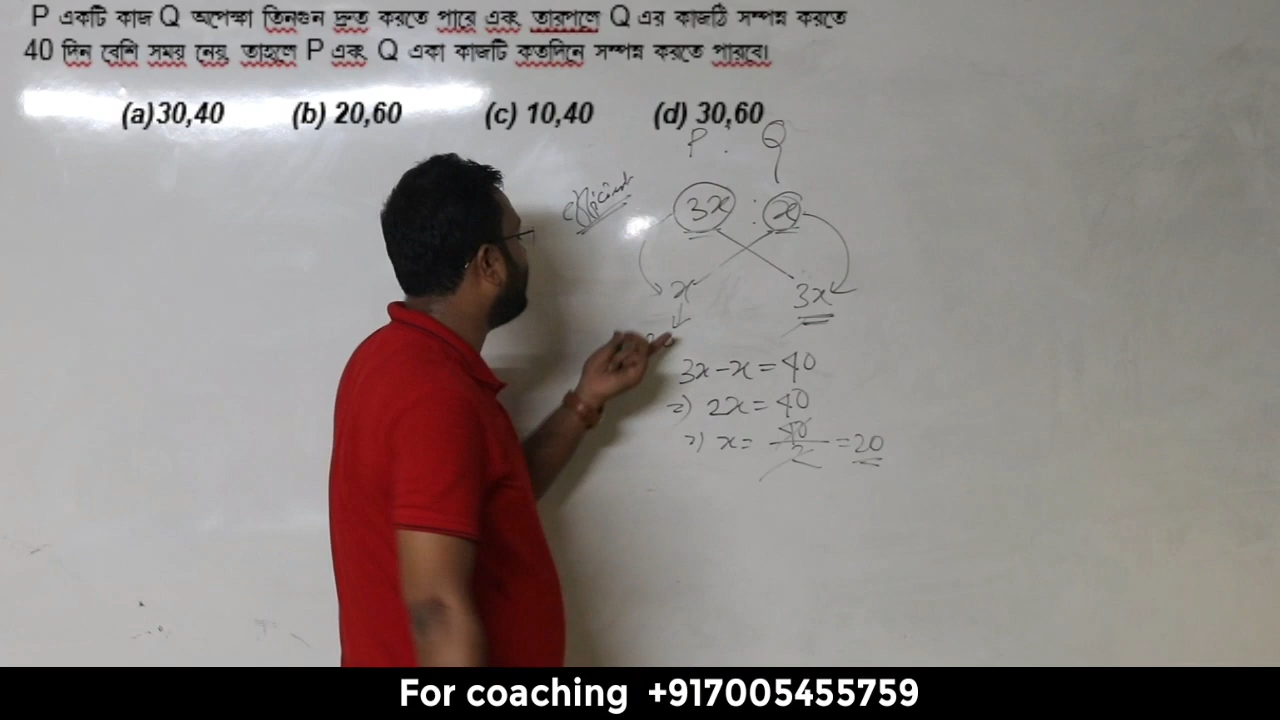 P একটি কাজ Q অপেক্ষা তিনগুন দ্রুত করতে পারে এবং তারপরে Q এর কাজঠি সম্পন্ন করতে
40 দিন বেশি সময় নেয়, তাহলে P এবং Q একা কাজটি কতদিনে সম্পন্ন করতে পারবে।
(a)30,40 (b) 20,60 (c) 10,40 (d) 30,60
P : Q
efficient
3x : x
x 3x
3x-x=40
=) 2x=40
=) x= 40/2 =20
For coaching +917005455759